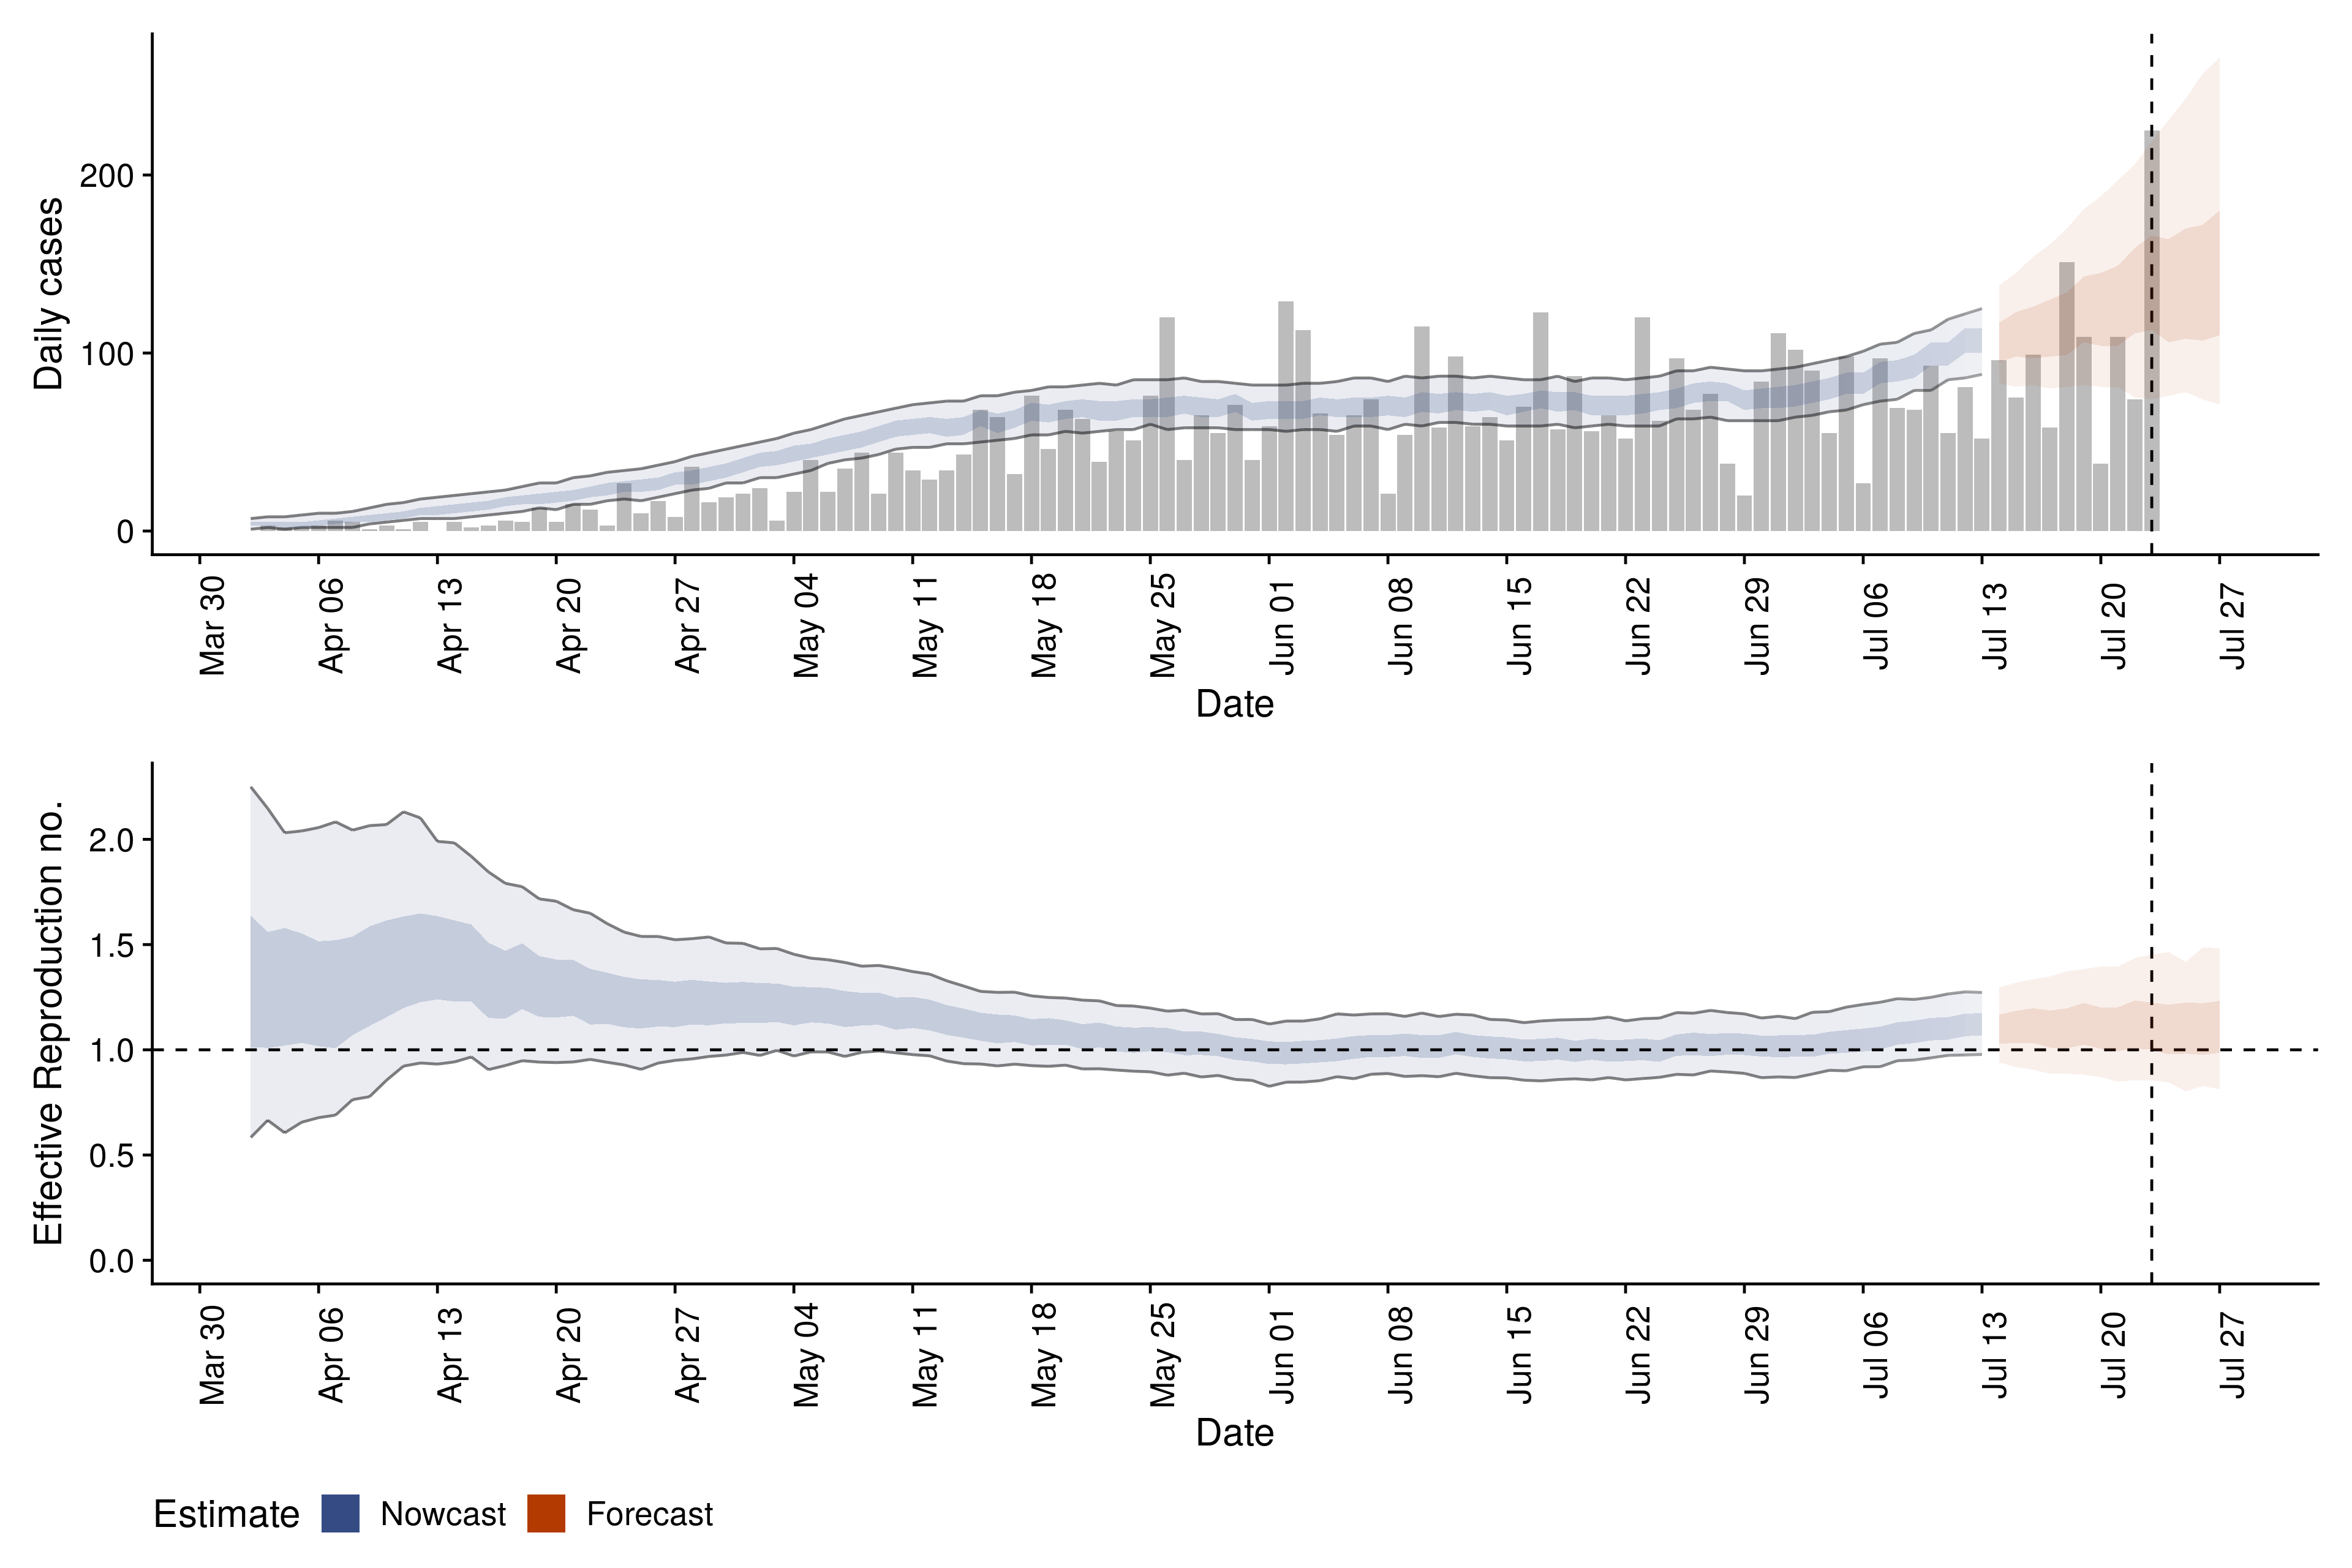 Daily cases
200
100
0
Mar 30 Apr 06 Apr 13 Apr 20 Apr 27 May 04 May 11 May 18 May 25 Jun 01 Jun 08 Jun 15 Jun 22 Jun 29 Jul 06 Jul 13 Jul 20 Jul 27
Date
Effective Reproduction no.
2.0
1.5
1.0
0.5
0.0
Mar 30 Apr 06 Apr 13 Apr 20 Apr 27 May 04 May 11 May 18 May 25 Jun 01 Jun 08 Jun 15 Jun 22 Jun 29 Jul 06 Jul 13 Jul 20 Jul 27
Date
Estimate Nowcast Forecast